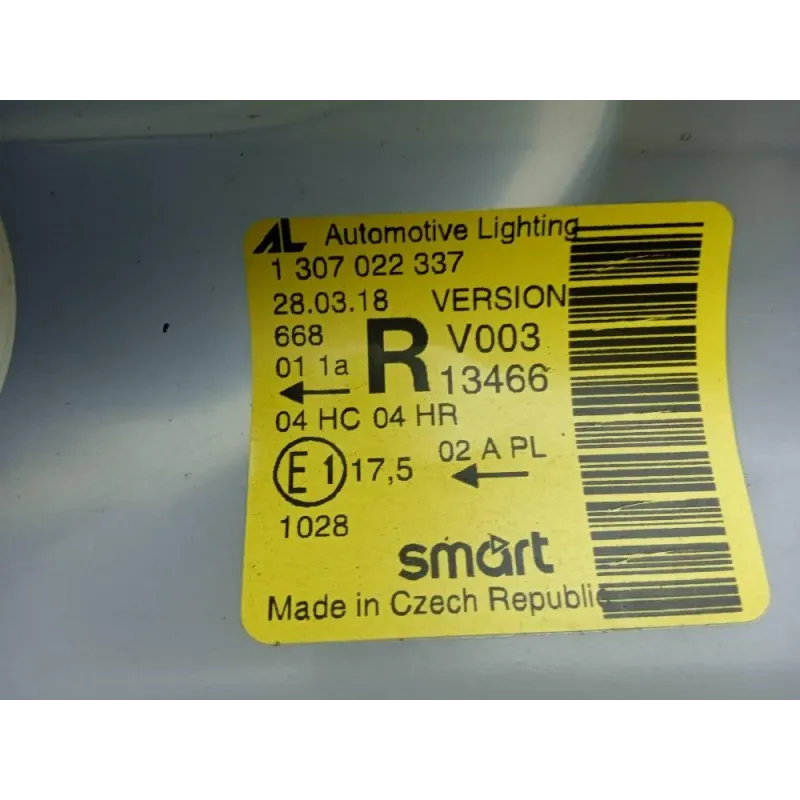 AL Automotive Lighting
1 307 022 337
28.03.18 VERSION
668 R V003
01 1a 13466
04 HC 04 HR
E1 17,5 02 A PL
1028
smart
Made in Czech Republic